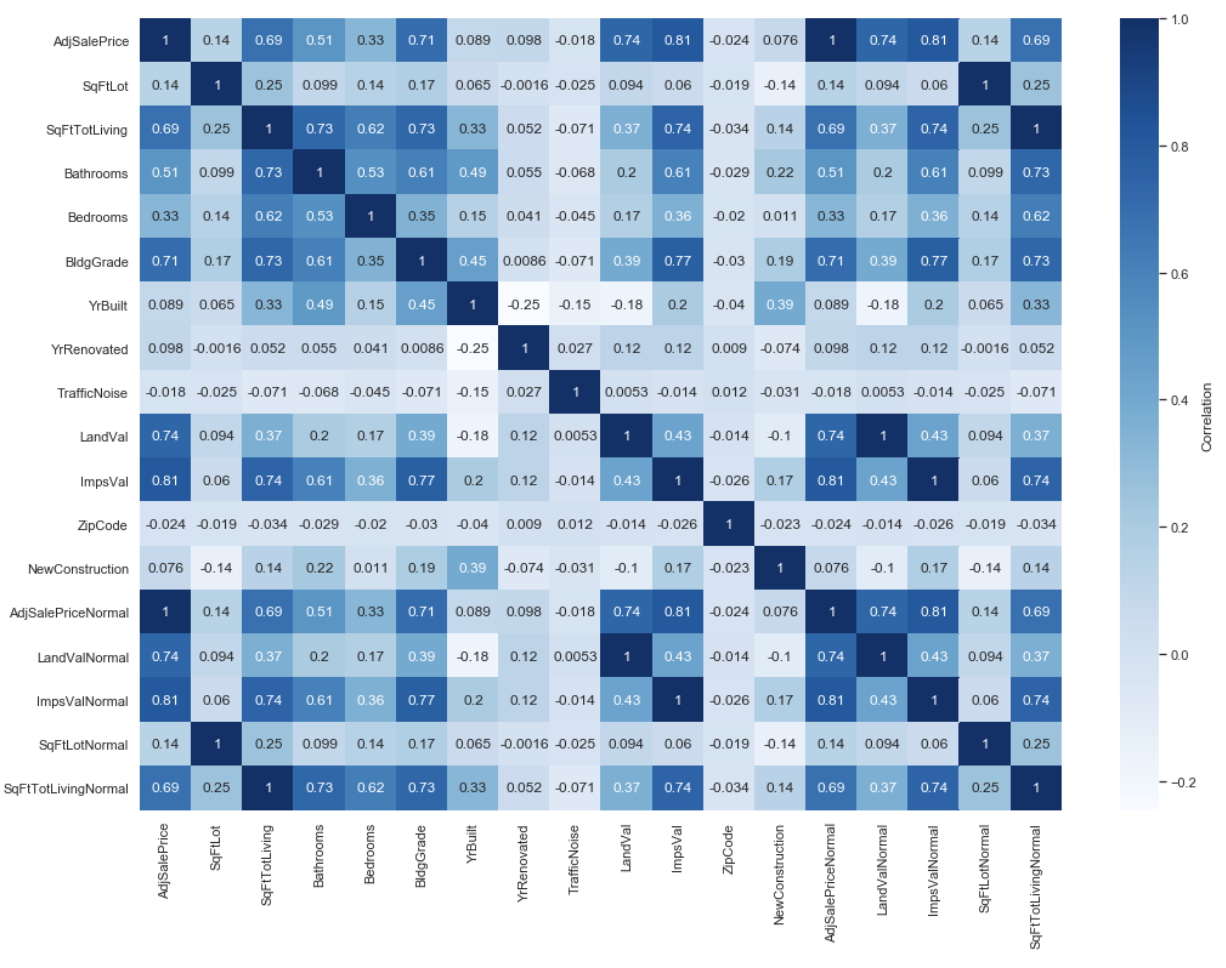 AdjSalePrice 1 0.14 0.69 0.51 0.33 0.71 0.089 0.098 -0.018 0.74 0.81 -0.024 0.076 1 0.74 0.81 0.14 0.69
SqFtLot 0.14 1 0.25 0.099 0.14 0.17 0.065 -0.0016 -0.025 0.094 0.06 -0.019 -0.14 0.14 0.094 0.06 1 0.25
SqFtTotLiving 0.69 0.25 1 0.73 0.62 0.73 0.33 0.052 -0.071 0.37 0.74 -0.034 0.14 0.69 0.37 0.74 0.25 1
Bathrooms 0.51 0.099 0.73 1 0.53 0.61 0.49 0.055 -0.068 0.2 0.61 -0.029 0.22 0.51 0.2 0.61 0.099 0.73
Bedrooms 0.33 0.14 0.62 0.53 1 0.35 0.15 0.041 -0.045 0.17 0.36 -0.02 0.011 0.33 0.17 0.36 0.14 0.62
BldgGrade 0.71 0.17 0.73 0.61 0.35 1 0.45 0.0086 -0.071 0.39 0.77 -0.03 0.19 0.71 0.39 0.77 0.17 0.73
YrBuilt 0.089 0.065 0.33 0.49 0.15 0.45 1 -0.25 -0.15 -0.18 0.2 -0.04 0.39 0.089 -0.18 0.2 0.065 0.33
YrRenovated 0.098 -0.0016 0.052 0.055 0.041 0.0086 -0.25 1 0.027 0.12 0.12 0.009 -0.074 0.098 0.12 0.12 -0.0016 0.052
TrafficNoise -0.018 -0.025 -0.071 -0.068 -0.045 -0.071 -0.15 0.027 1 0.0053 -0.014 0.012 -0.031 -0.018 0.0053 -0.014 -0.025 -0.071
LandVal 0.74 0.094 0.37 0.2 0.17 0.39 -0.18 0.12 0.0053 1 0.43 -0.014 -0.1 0.74 1 0.43 0.094 0.37
ImpsVal 0.81 0.06 0.74 0.61 0.36 0.77 0.2 0.12 -0.014 0.43 1 -0.026 0.17 0.81 0.43 1 0.06 0.74
ZipCode -0.024 -0.019 -0.034 -0.029 -0.02 -0.03 -0.04 0.009 0.012 -0.014 -0.026 1 -0.023 -0.024 -0.014 -0.026 -0.019 -0.034
NewConstruction 0.076 -0.14 0.14 0.22 0.011 0.19 0.39 -0.074 -0.031 -0.1 0.17 -0.023 1 0.076 -0.1 0.17 -0.14 0.14
AdjSalePriceNormal 1 0.14 0.69 0.51 0.33 0.71 0.089 0.098 -0.018 0.74 0.81 -0.024 0.076 1 0.74 0.81 0.14 0.69
LandValNormal 0.74 0.094 0.37 0.2 0.17 0.39 -0.18 0.12 0.0053 1 0.43 -0.014 -0.1 0.74 1 0.43 0.094 0.37
ImpsValNormal 0.81 0.06 0.74 0.61 0.36 0.77 0.2 0.12 -0.014 0.43 1 -0.026 0.17 0.81 0.43 1 0.06 0.74
SqFtLotNormal 0.14 1 0.25 0.099 0.14 0.17 0.065 -0.0016 -0.025 0.094 0.06 -0.019 -0.14 0.14 0.094 0.06 1 0.25
SqFtTotLivingNormal 0.69 0.25 1 0.73 0.62 0.73 0.33 0.052 -0.071 0.37 0.74 -0.034 0.14 0.69 0.37 0.74 0.25 1
AdjSalePrice
SqFtLot
SqFtTotLiving
Bathrooms
Bedrooms
BldgGrade
YrBuilt
YrRenovated
TrafficNoise
LandVal
ImpsVal
ZipCode
NewConstruction
AdjSalePriceNormal
LandValNormal
ImpsValNormal
SqFtLotNormal
SqFtTotLivingNormal
1.0
0.8
0.6
0.4
0.2
0.0
−0.2
Correlation